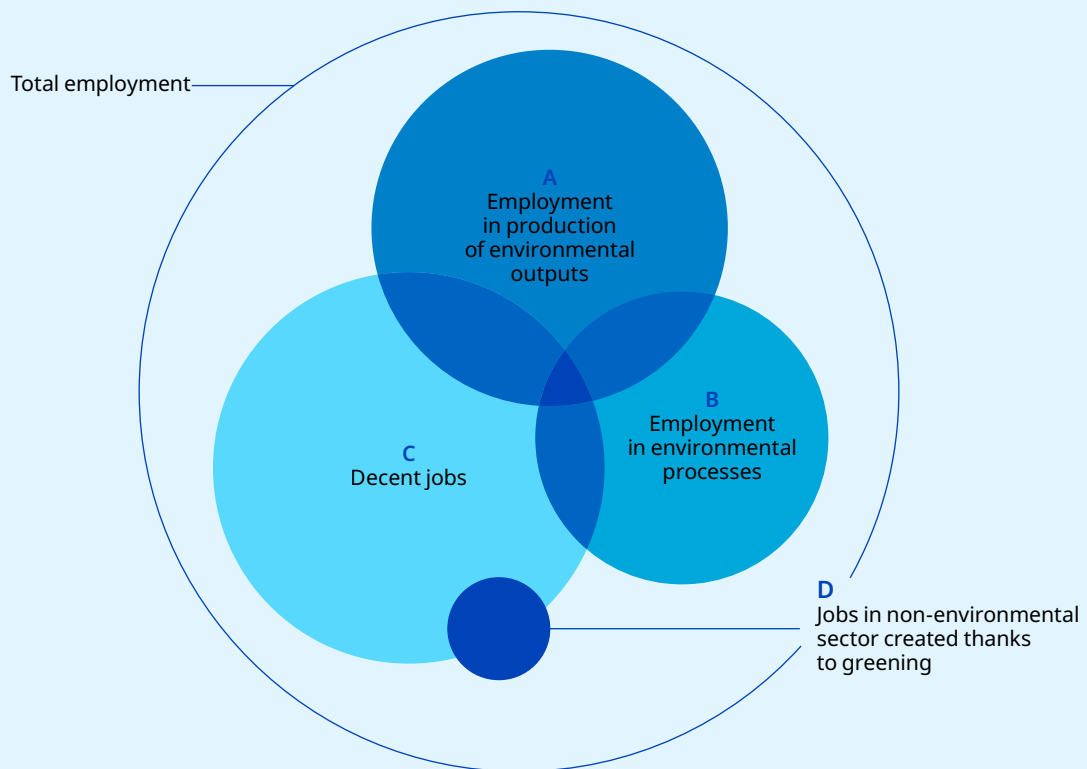 Total employment
A
Employment
in production
of environmental
outputs
B
Employment
in environmental
processes
C
Decent jobs
D
Jobs in non-environmental
sector created thanks
to greening